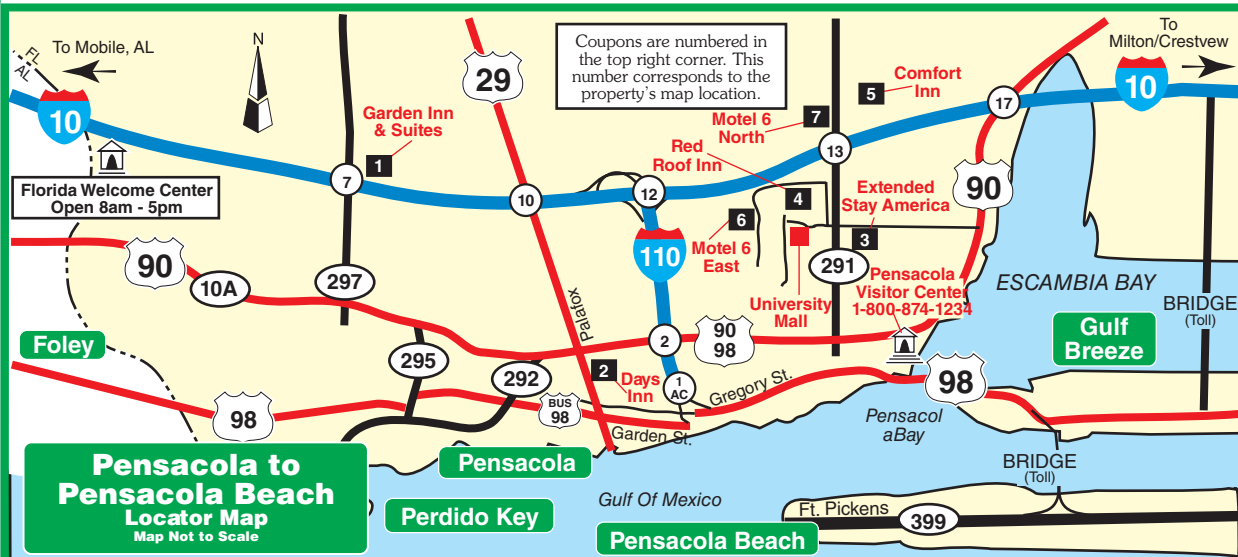 To Mobile, AL
FL
AL
10
N
29
Coupons are numbered in
the top right corner. This
number corresponds to the
property's map location.
To
Milton/Crestvew
10
5
Comfort
Inn
17
7
Motel 6
North
13
Garden Inn
& Suites
1
7
Red
Roof Inn
4
12
10
Florida Welcome Center
Open 8am - 5pm
90
Extended
Stay America
3
6
Motel 6
East
110
291
90
10A
297
University
Mall
Pensacola
Visitor Center
1-800-874-1234
ESCAMBIA BAY
BRIDGE
(Toll)
Palafox
2
90
98
Gulf
Breeze
Foley
295
292
2
Days
Inn
1
AC
Gregory St.
98
98
BUS
98
Garden St.
Pensacol
aBay
Pensacola to
Pensacola Beach
Locator Map
Map Not to Scale
Pensacola
BRIDGE
(Toll)
Perdido Key
Gulf Of Mexico
Ft. Pickens
399
Pensacola Beach